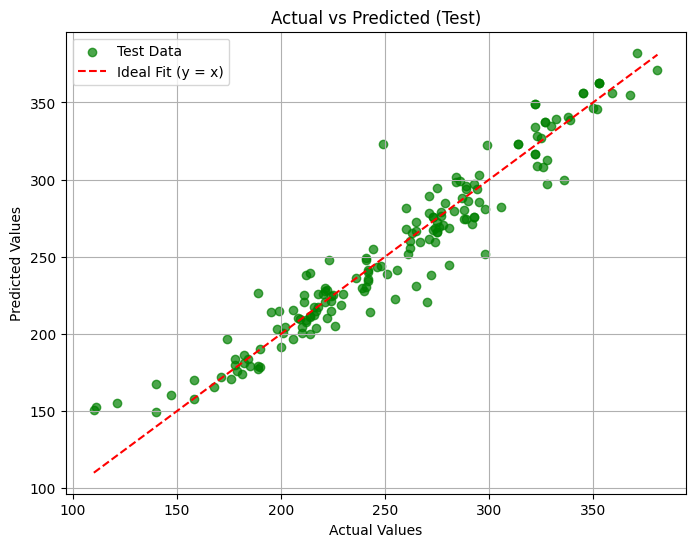 Actual vs Predicted (Test)
Test Data
Ideal Fit (y = x)
Predicted Values
350
300
250
200
150
100
100 150 200 250 300 350
Actual Values